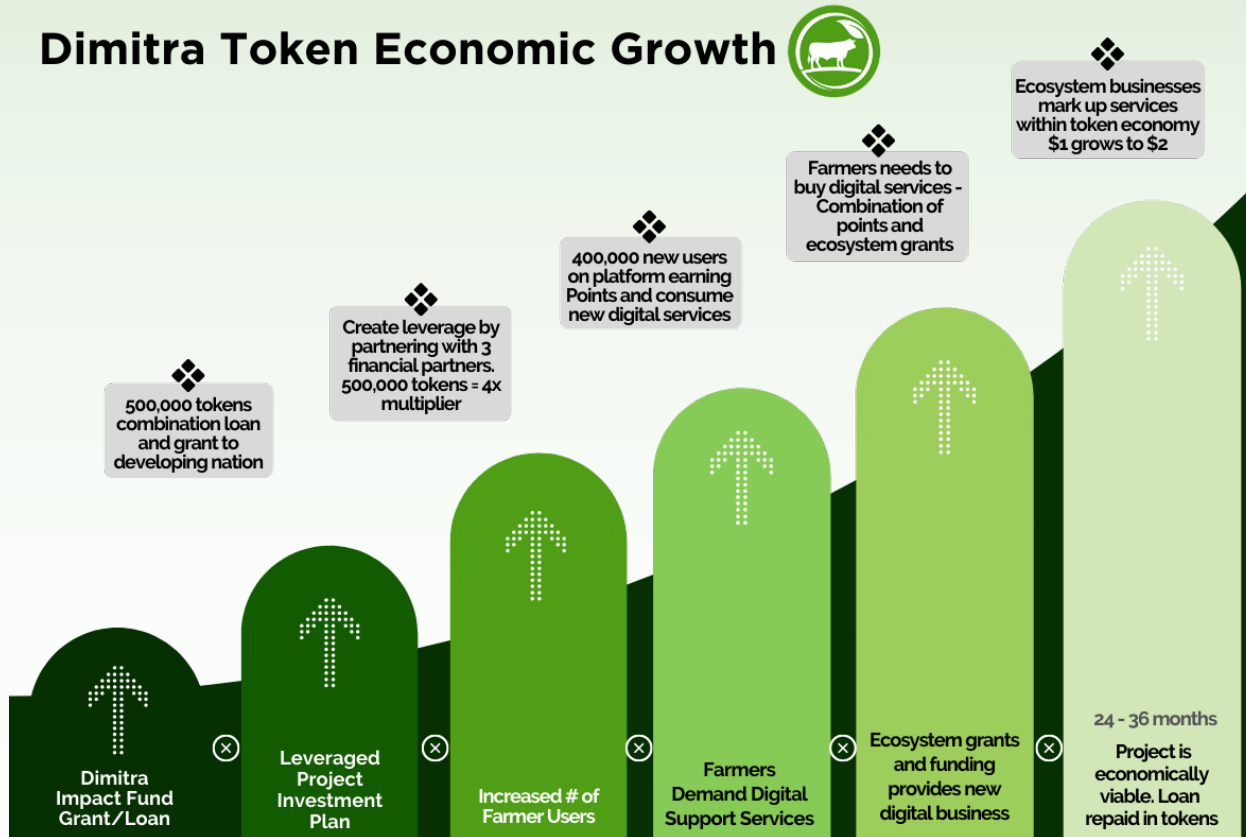 Dimitra Token Economic Growth
500,000 tokens
combination loan
and grant to
developing nation
Create leverage by
partnering with 3
financial partners.
500,000 tokens = 4x
multiplier
400,000 new users
on platform earning
Points and consume
new digital services
Farmers needs to
buy digital services -
Combination of
points and
ecosystem grants
Ecosystem businesses
mark up services
within token economy
$1 grows to $2
Dimitra
Impact Fund
Grant/Loan
Leveraged
Project
Investment
Plan
Increased # of
Farmer Users
Farmers
Demand Digital
Support Services
Ecosystem grants
and funding
provides new
digital business
24 - 36 months
Project is
economically
viable. Loan
repaid in tokens